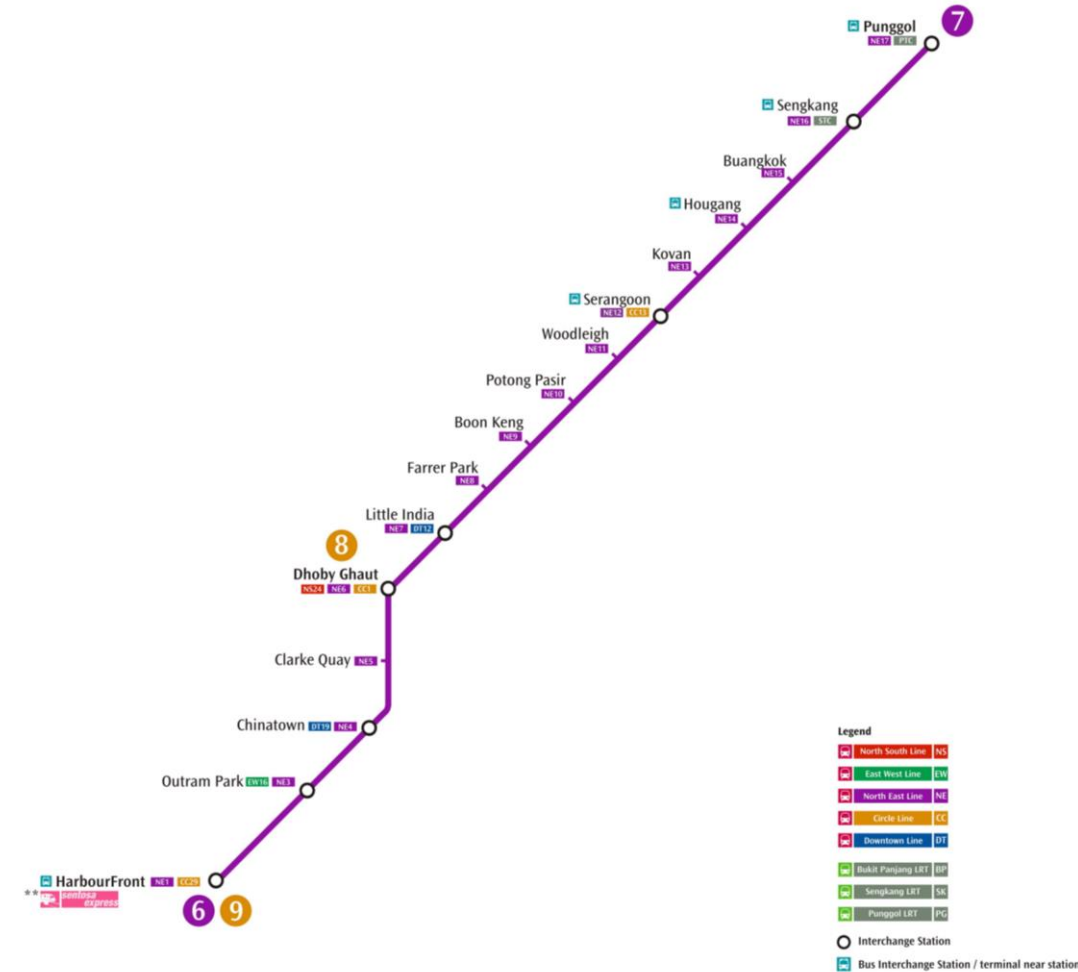 7
Punggol
NE17 PTC
Sengkang
NE16 STC
Buangkok
NE15
Hougang
NE14
Kovan
NE13
Serangoon
NE12 CC13
Woodleigh
NE11
Potong Pasir
NE10
Boon Keng
NE9
Farrer Park
NE8
Little India
NE7 DT12
8
Dhoby Ghaut
NS24 NE6 CC1
Clarke Quay NE5
Chinatown DT19 NE4
Outram Park EW16 NE3
HarbourFront NE1 CC29
** sentosa
express
6 9
Legend
North South Line NS
East West Line EW
North East Line NE
Circle Line CC
Downtown Line DT
Bukit Panjang LRT BP
Sengkang LRT SK
Punggol LRT PG
Interchange Station
Bus Interchange Station / terminal near station